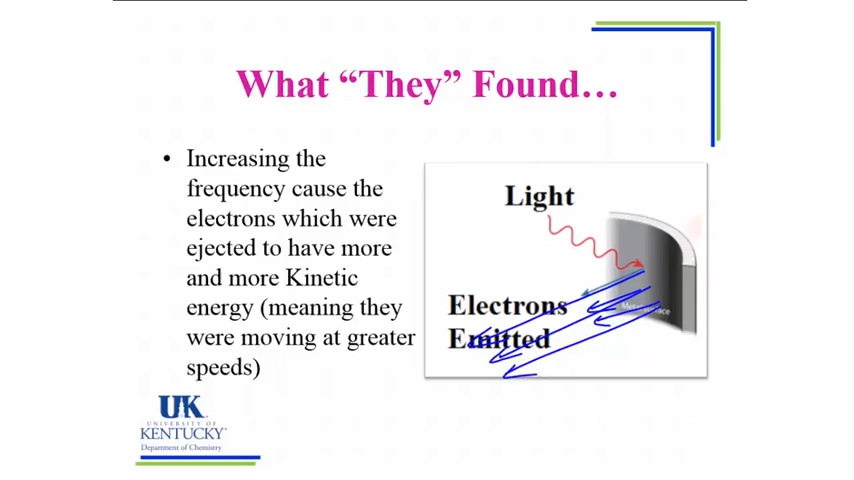 What “They” Found…
• Increasing the
frequency cause the
electrons which were
ejected to have more
and more Kinetic
energy (meaning they
were moving at greater
speeds)
Light
Electrons
Emitted
UK
UNIVERSITY OF
KENTUCKY
Department of Chemistry